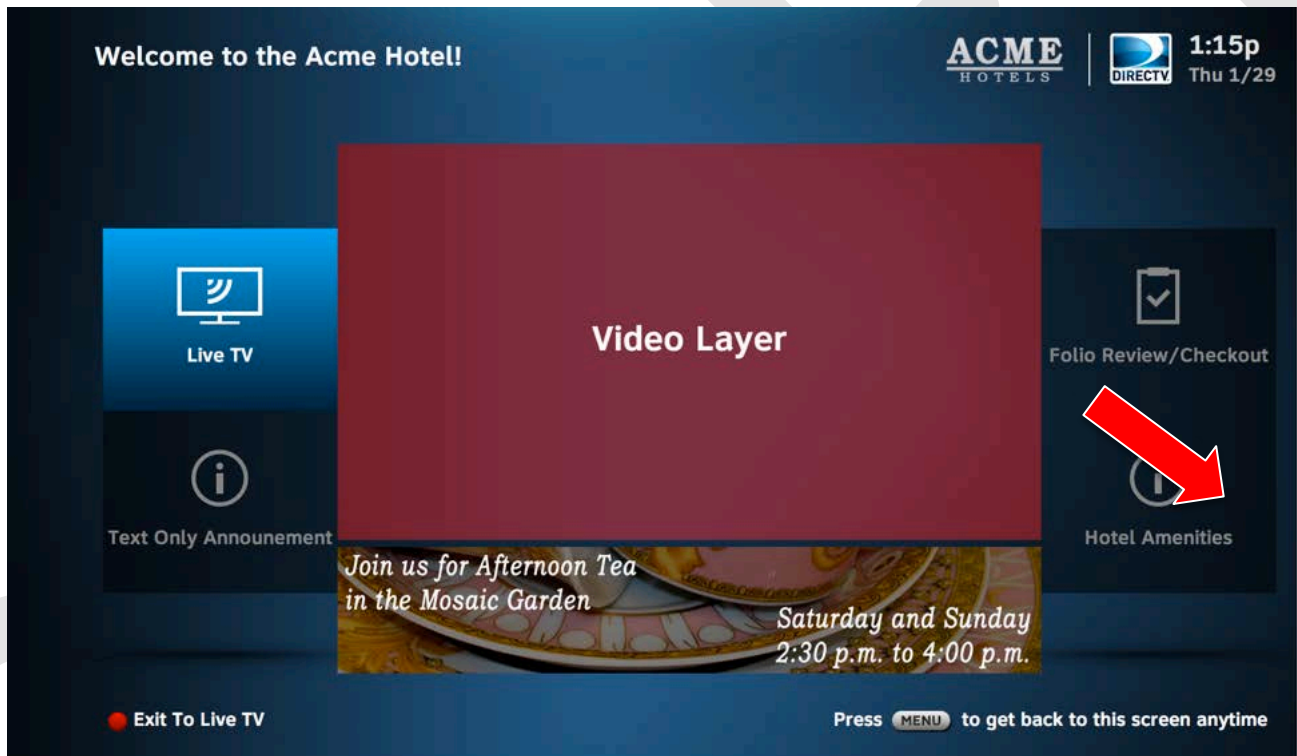 Welcome to the Acme Hotel!
ACME
HOTELS
DIRECTV
1:15p
Thu 1/29
Live TV
Video Layer
Folio Review/Checkout
Text Only Announement
Hotel Amenities
Join us for Afternoon Tea
in the Mosaic Garden
Saturday and Sunday
2:30 p.m. to 4:00 p.m.
Exit To Live TV
Press MENU to get back to this screen anytime